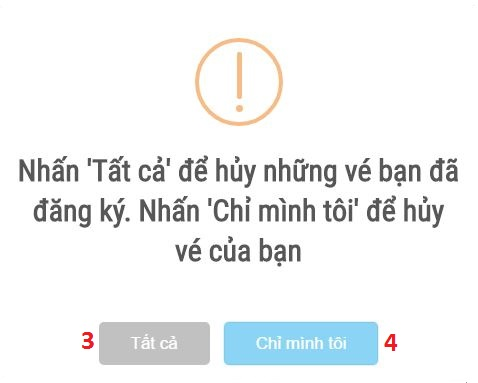 Nhấn 'Tất cả' để hủy những vé bạn đã
đăng ký. Nhấn 'Chỉ mình tôi' để hủy
vé của bạn
3 Tất cả Chỉ mình tôi 4